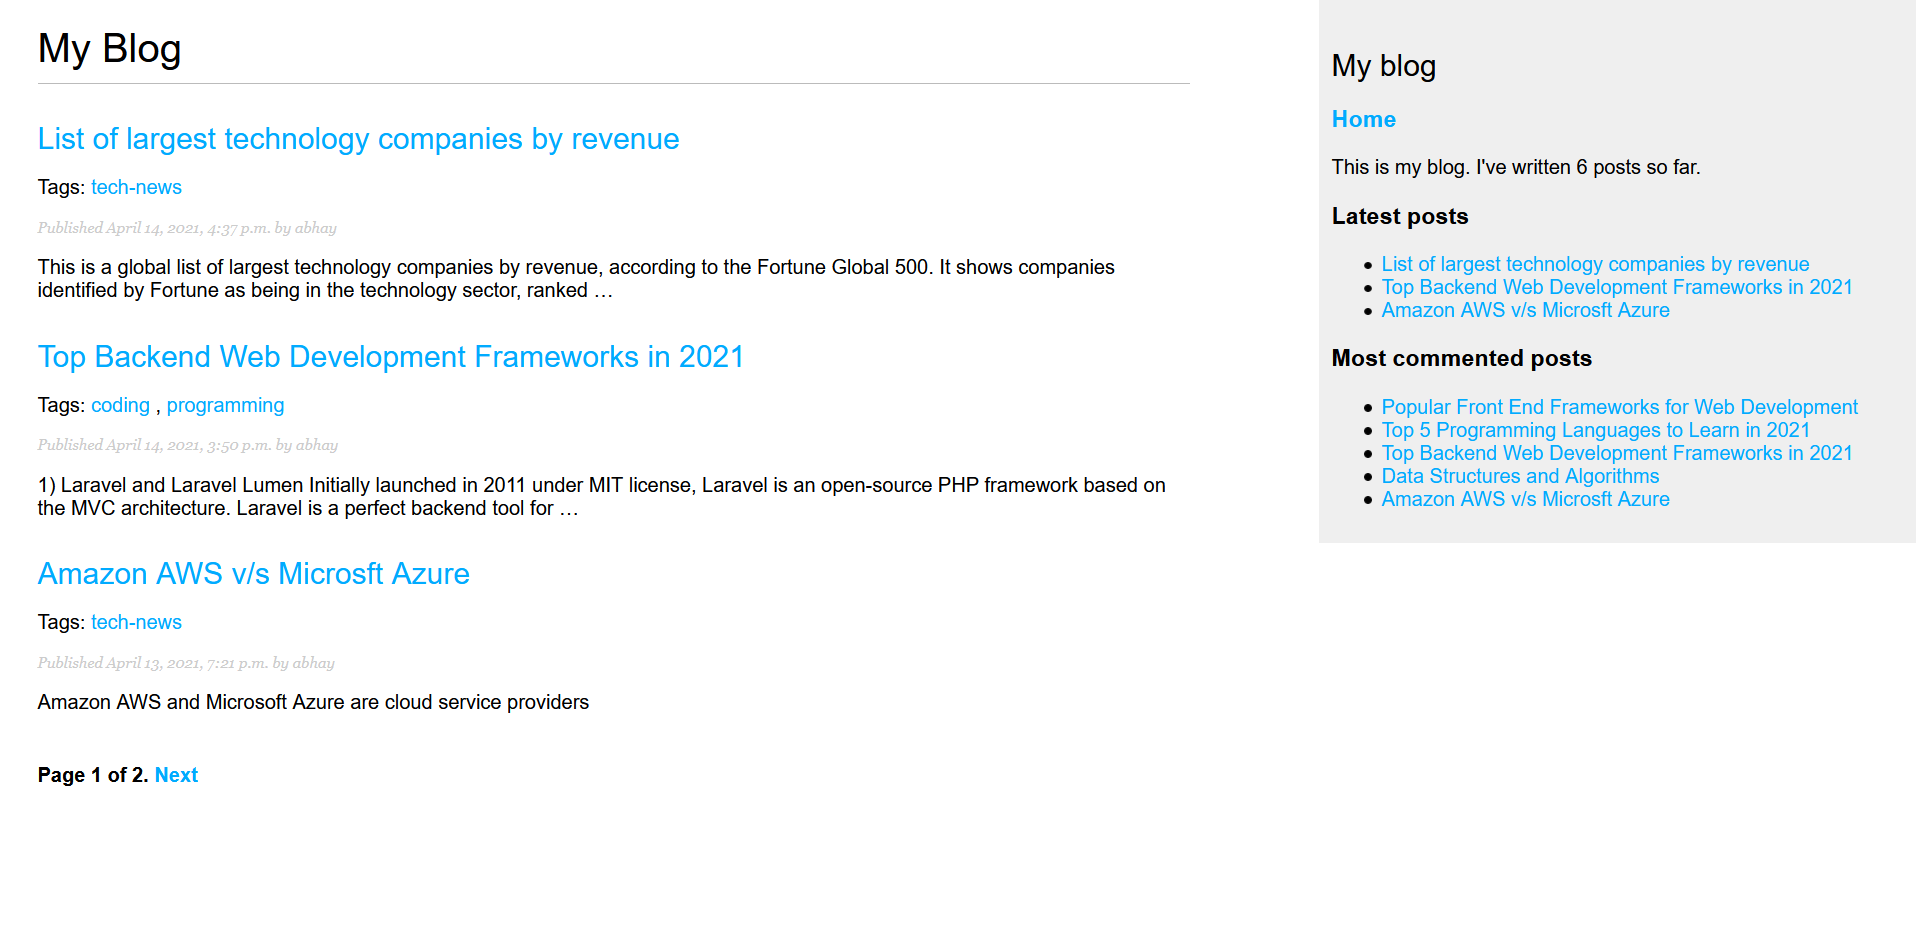 My Blog
List of largest technology companies by revenue
Tags: tech-news
Published April 14, 2021, 4:37 p.m. by abhay
This is a global list of largest technology companies by revenue, according to the Fortune Global 500. It shows companies
identified by Fortune as being in the technology sector, ranked …
Top Backend Web Development Frameworks in 2021
Tags: coding , programming
Published April 14, 2021, 3:50 p.m. by abhay
1) Laravel and Laravel Lumen Initially launched in 2011 under MIT license, Laravel is an open-source PHP framework based on
the MVC architecture. Laravel is a perfect backend tool for …
Amazon AWS v/s Microsft Azure
Tags: tech-news
Published April 13, 2021, 7:21 p.m. by abhay
Amazon AWS and Microsoft Azure are cloud service providers
Page 1 of 2. Next
My blog
Home
This is my blog. I've written 6 posts so far.
Latest posts
List of largest technology companies by revenue
Top Backend Web Development Frameworks in 2021
Amazon AWS v/s Microsft Azure
Most commented posts
Popular Front End Frameworks for Web Development
Top 5 Programming Languages to Learn in 2021
Top Backend Web Development Frameworks in 2021
Data Structures and Algorithms
Amazon AWS v/s Microsft Azure